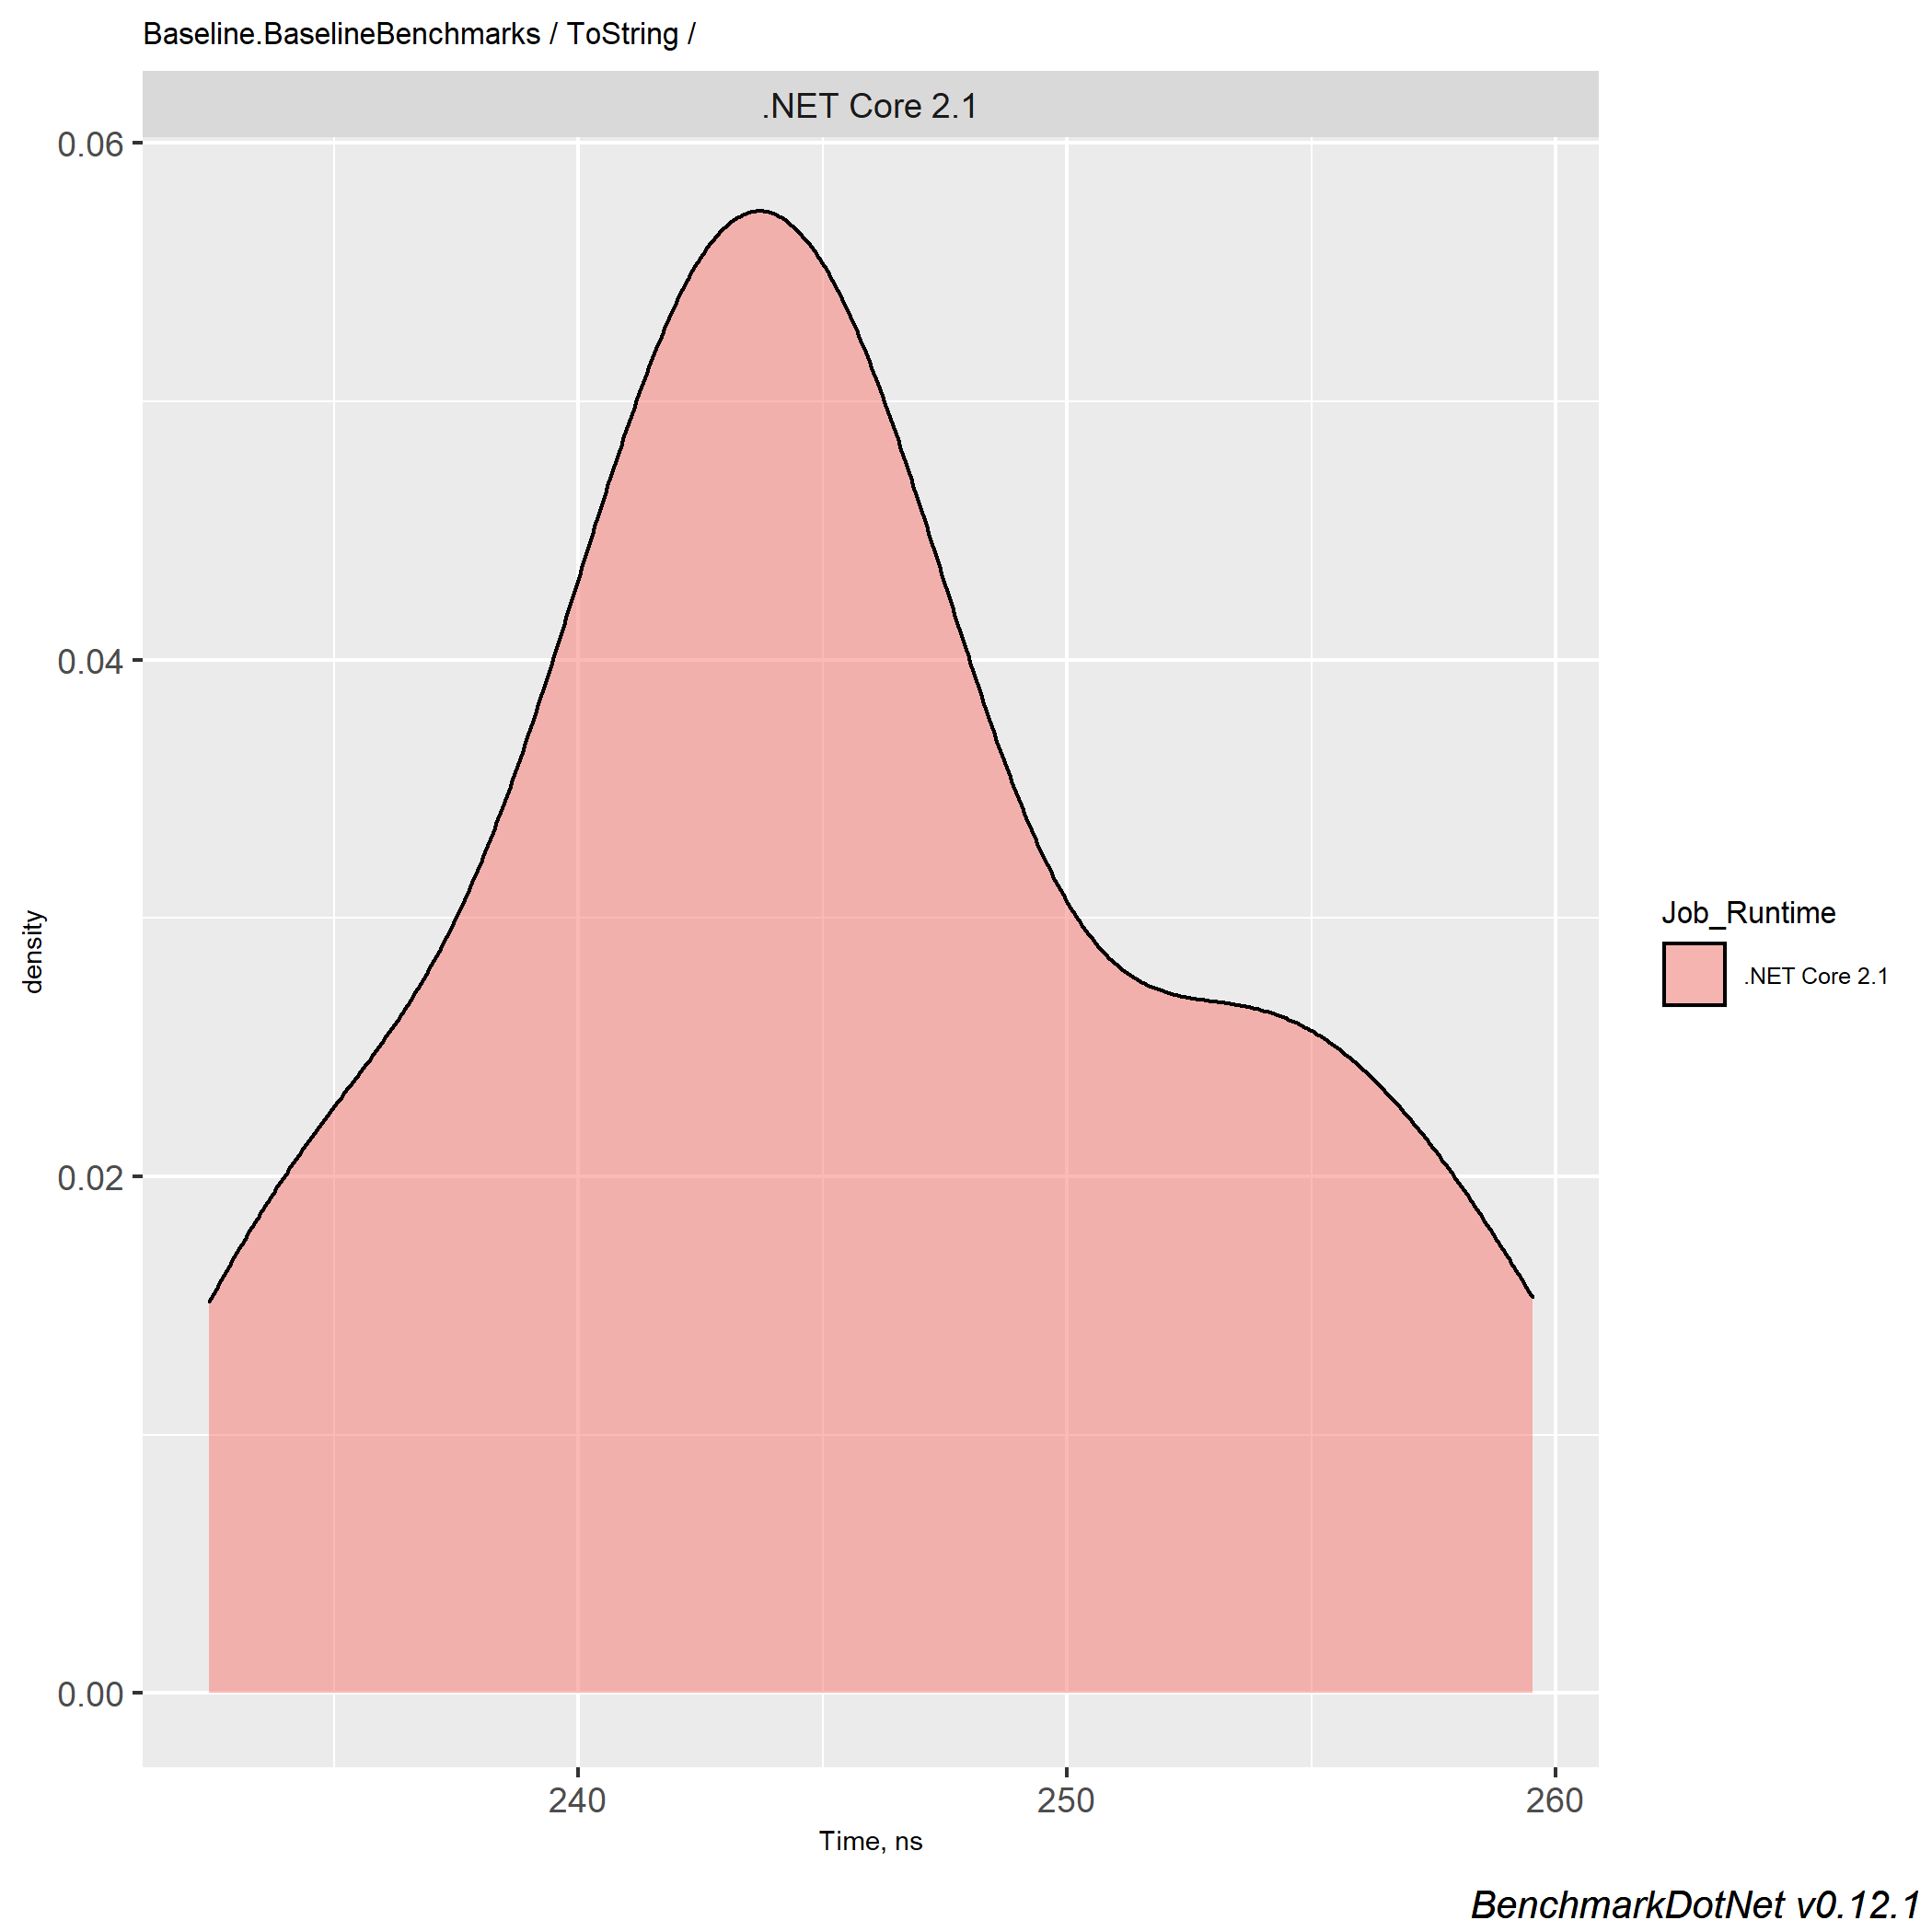 Baseline.BaselineBenchmarks / ToString /
.NET Core 2.1
0.06
0.04
0.02
0.00
density
240 250 260
Time, ns
Job_Runtime
.NET Core 2.1
BenchmarkDotNet v0.12.1